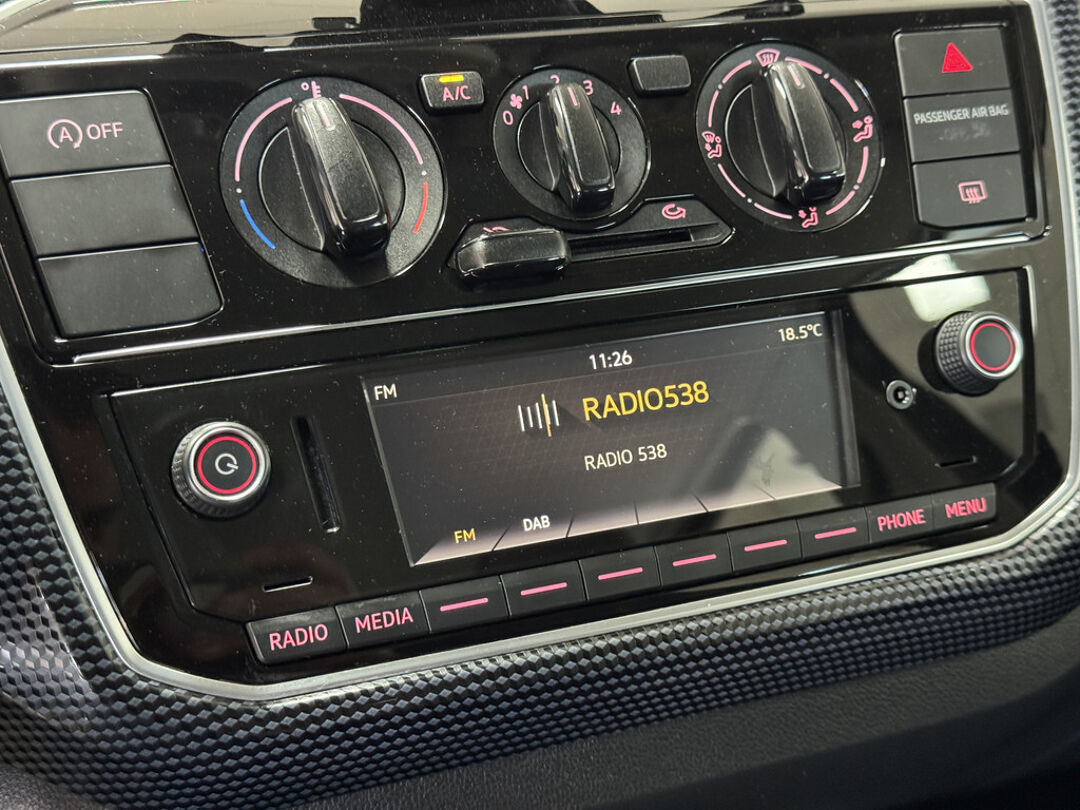 A OFF
°
A/C
0 1 2 3 4
PASSENGER AIR BAG
FM
11:26
18.5°C
RADIO538
RADIO 538
FM
DAB
RADIO
MEDIA
PHONE
MENU